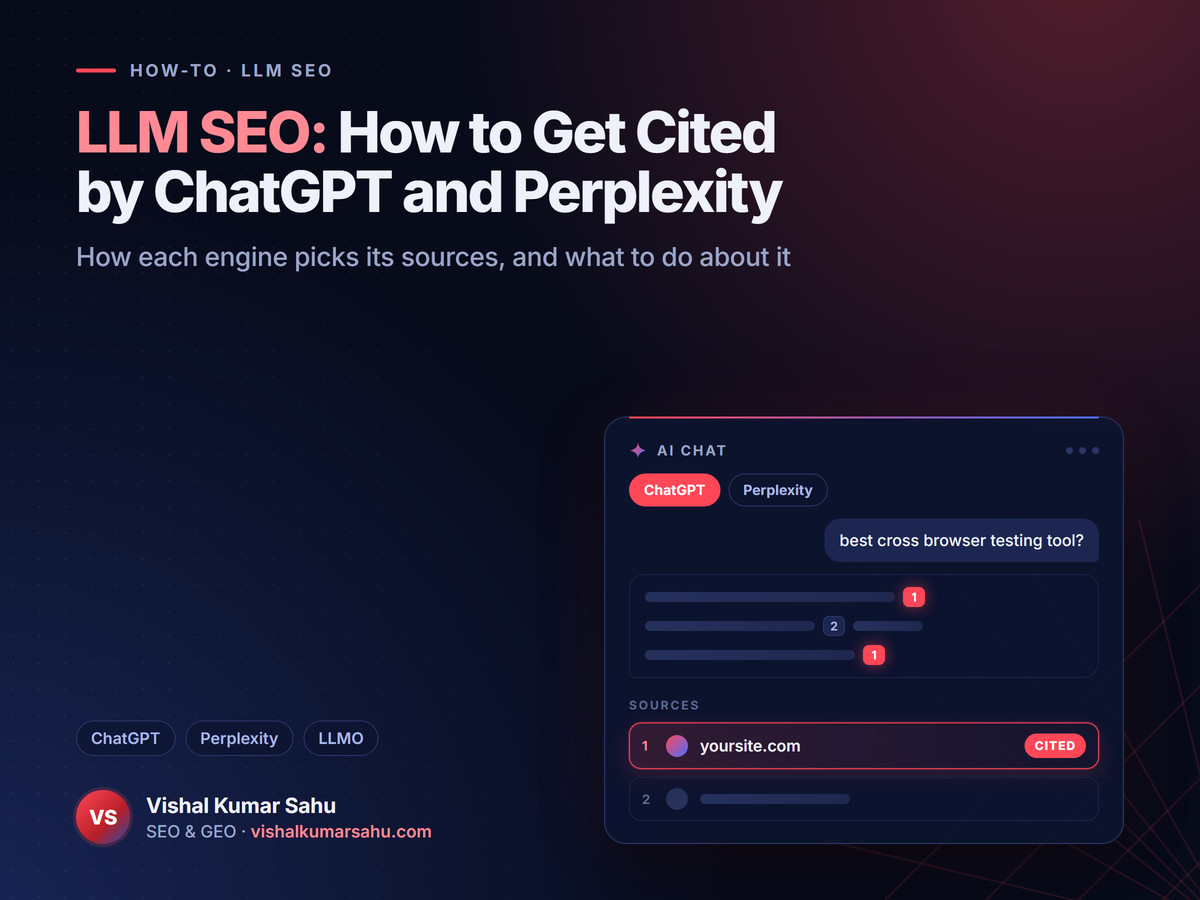 HOW-TO · LLM SEO
LLM SEO: How to Get Cited
by ChatGPT and Perplexity
How each engine picks its sources, and what to do about it
AI CHAT
ChatGPT Perplexity
best cross browser testing tool?
1
2
1
SOURCES
1 yoursite.com CITED
2
ChatGPT Perplexity LLMO
VS
Vishal Kumar Sahu
SEO & GEO · vishalkumarsahu.com